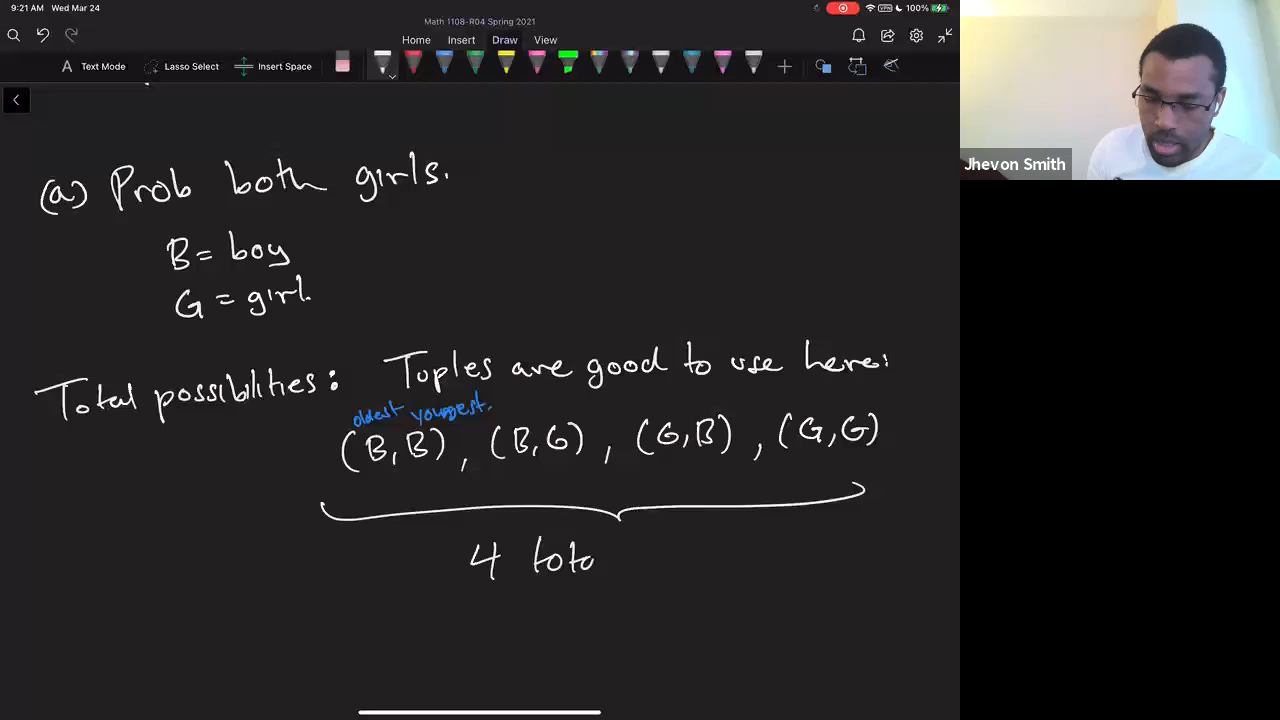 9:21 AM Wed Mar 24
VPN 100%
Math 1108-R04 Spring 2021
Home Insert Draw View
A Text Mode Lasso Select Insert Space
Jhevon Smith
(a) Prob both girls.
B = boy
G = girl.
Total possibilities: Tuples are good to use here:
oldest youngest.
(B,B), (B,G), (G,B), (G,G)
4 tota